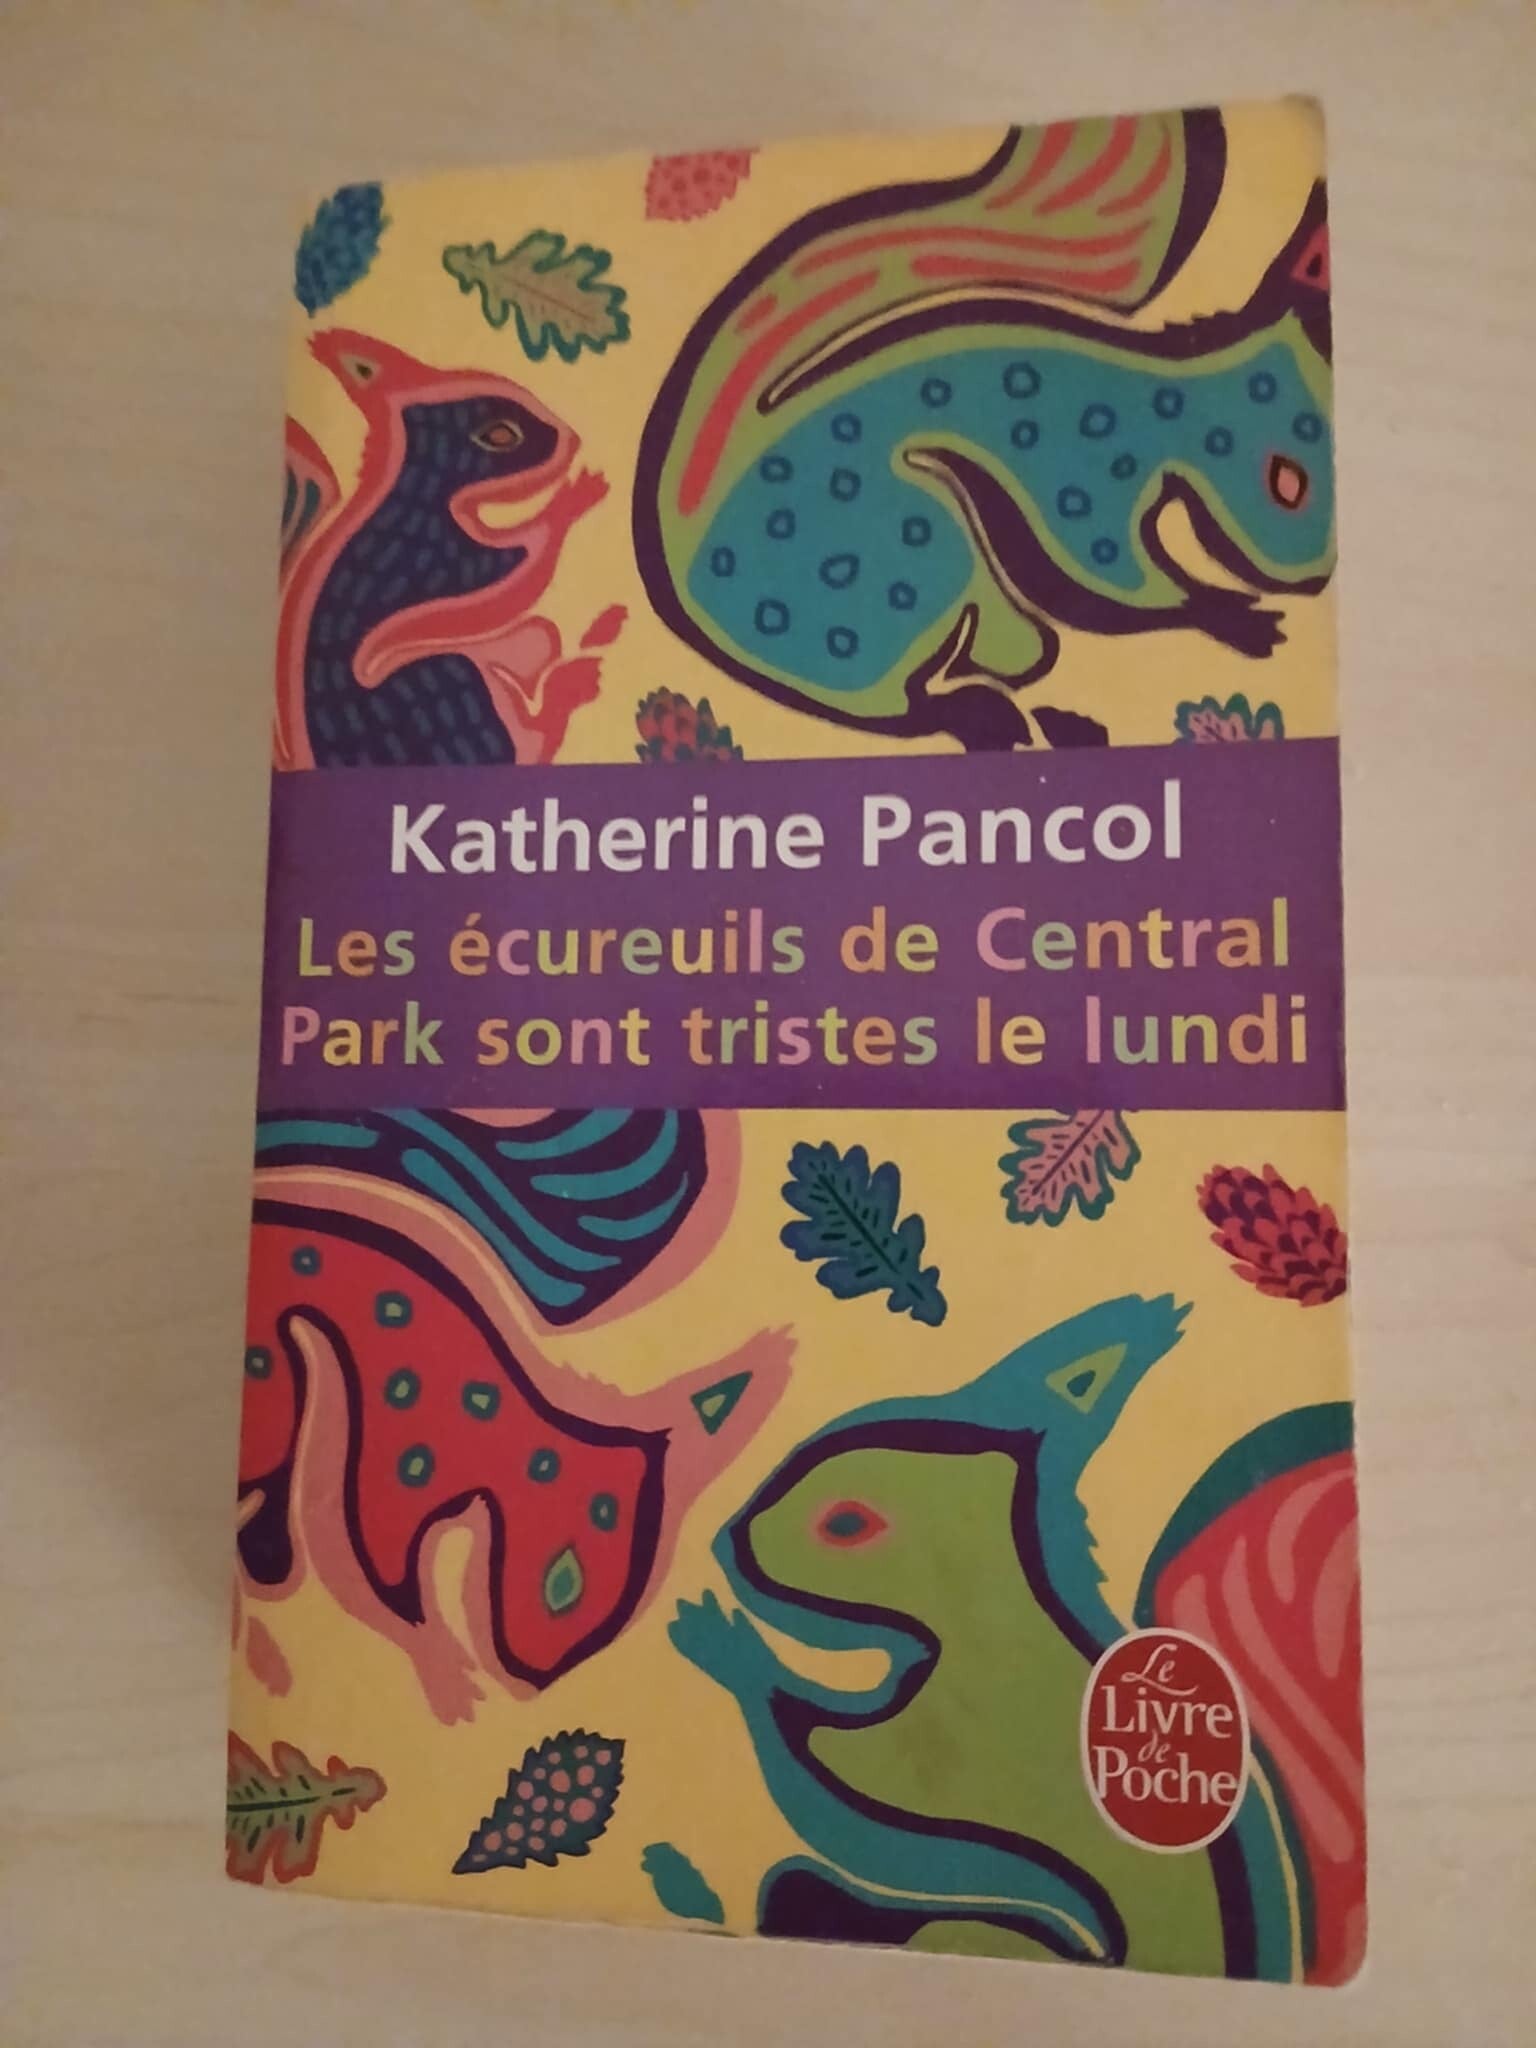 Katherine Pancol
Les écureuils de Central
Park sont tristes le lundi
Le
Livre
de
Poche